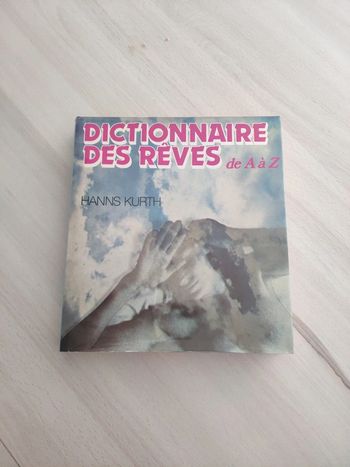 DICTIONNAIRE
DES RÊVES de A à Z
HANNS KURTH